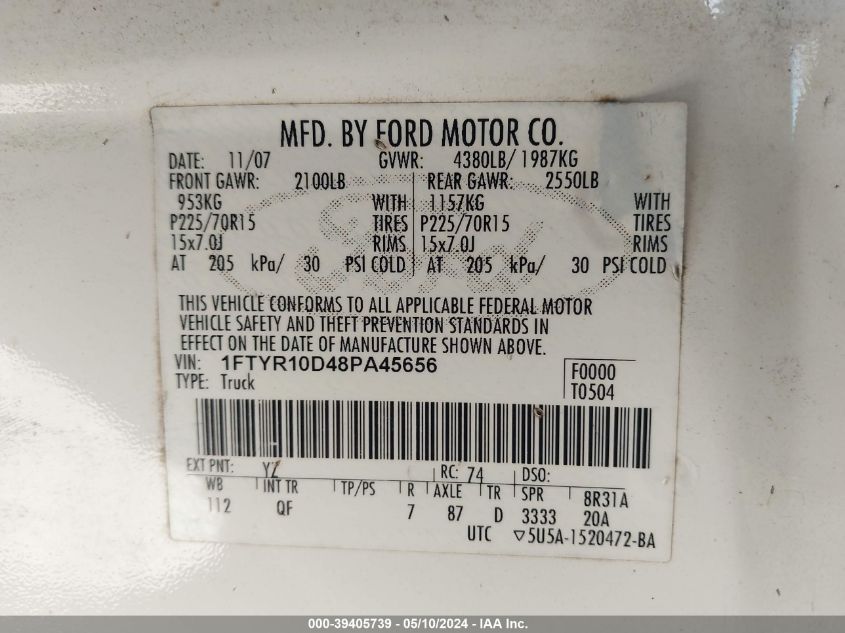 MFD. BY FORD MOTOR CO.
DATE: 11/07 GVWR: 4380LB/ 1987KG
FRONT GAWR: 2100LB REAR GAWR: 2550LB
953KG WITH 1157KG WITH
P225/70R15 TIRES P225/70R15 TIRES
15x7.0J RIMS 15x7.0J RIMS
AT 205 kPa/ 30 PSI COLD AT 205 kPa/ 30 PSI COLD
THIS VEHICLE CONFORMS TO ALL APPLICABLE FEDERAL MOTOR
VEHICLE SAFETY AND THEFT PREVENTION STANDARDS IN
EFFECT ON THE DATE OF MANUFACTURE SHOWN ABOVE.
VIN: 1FTYR10D48PA45656 F0000
TYPE: Truck T0504
EXT PNT: YZ RC: 74 DSO:
WB INT TR TP/PS R AXLE TR SPR 8R31A
112 QF 7 87 D 3333 20A
UTC ▽5U5A-1520472-BA
000-39405739 - 05/10/2024 - IAA Inc.